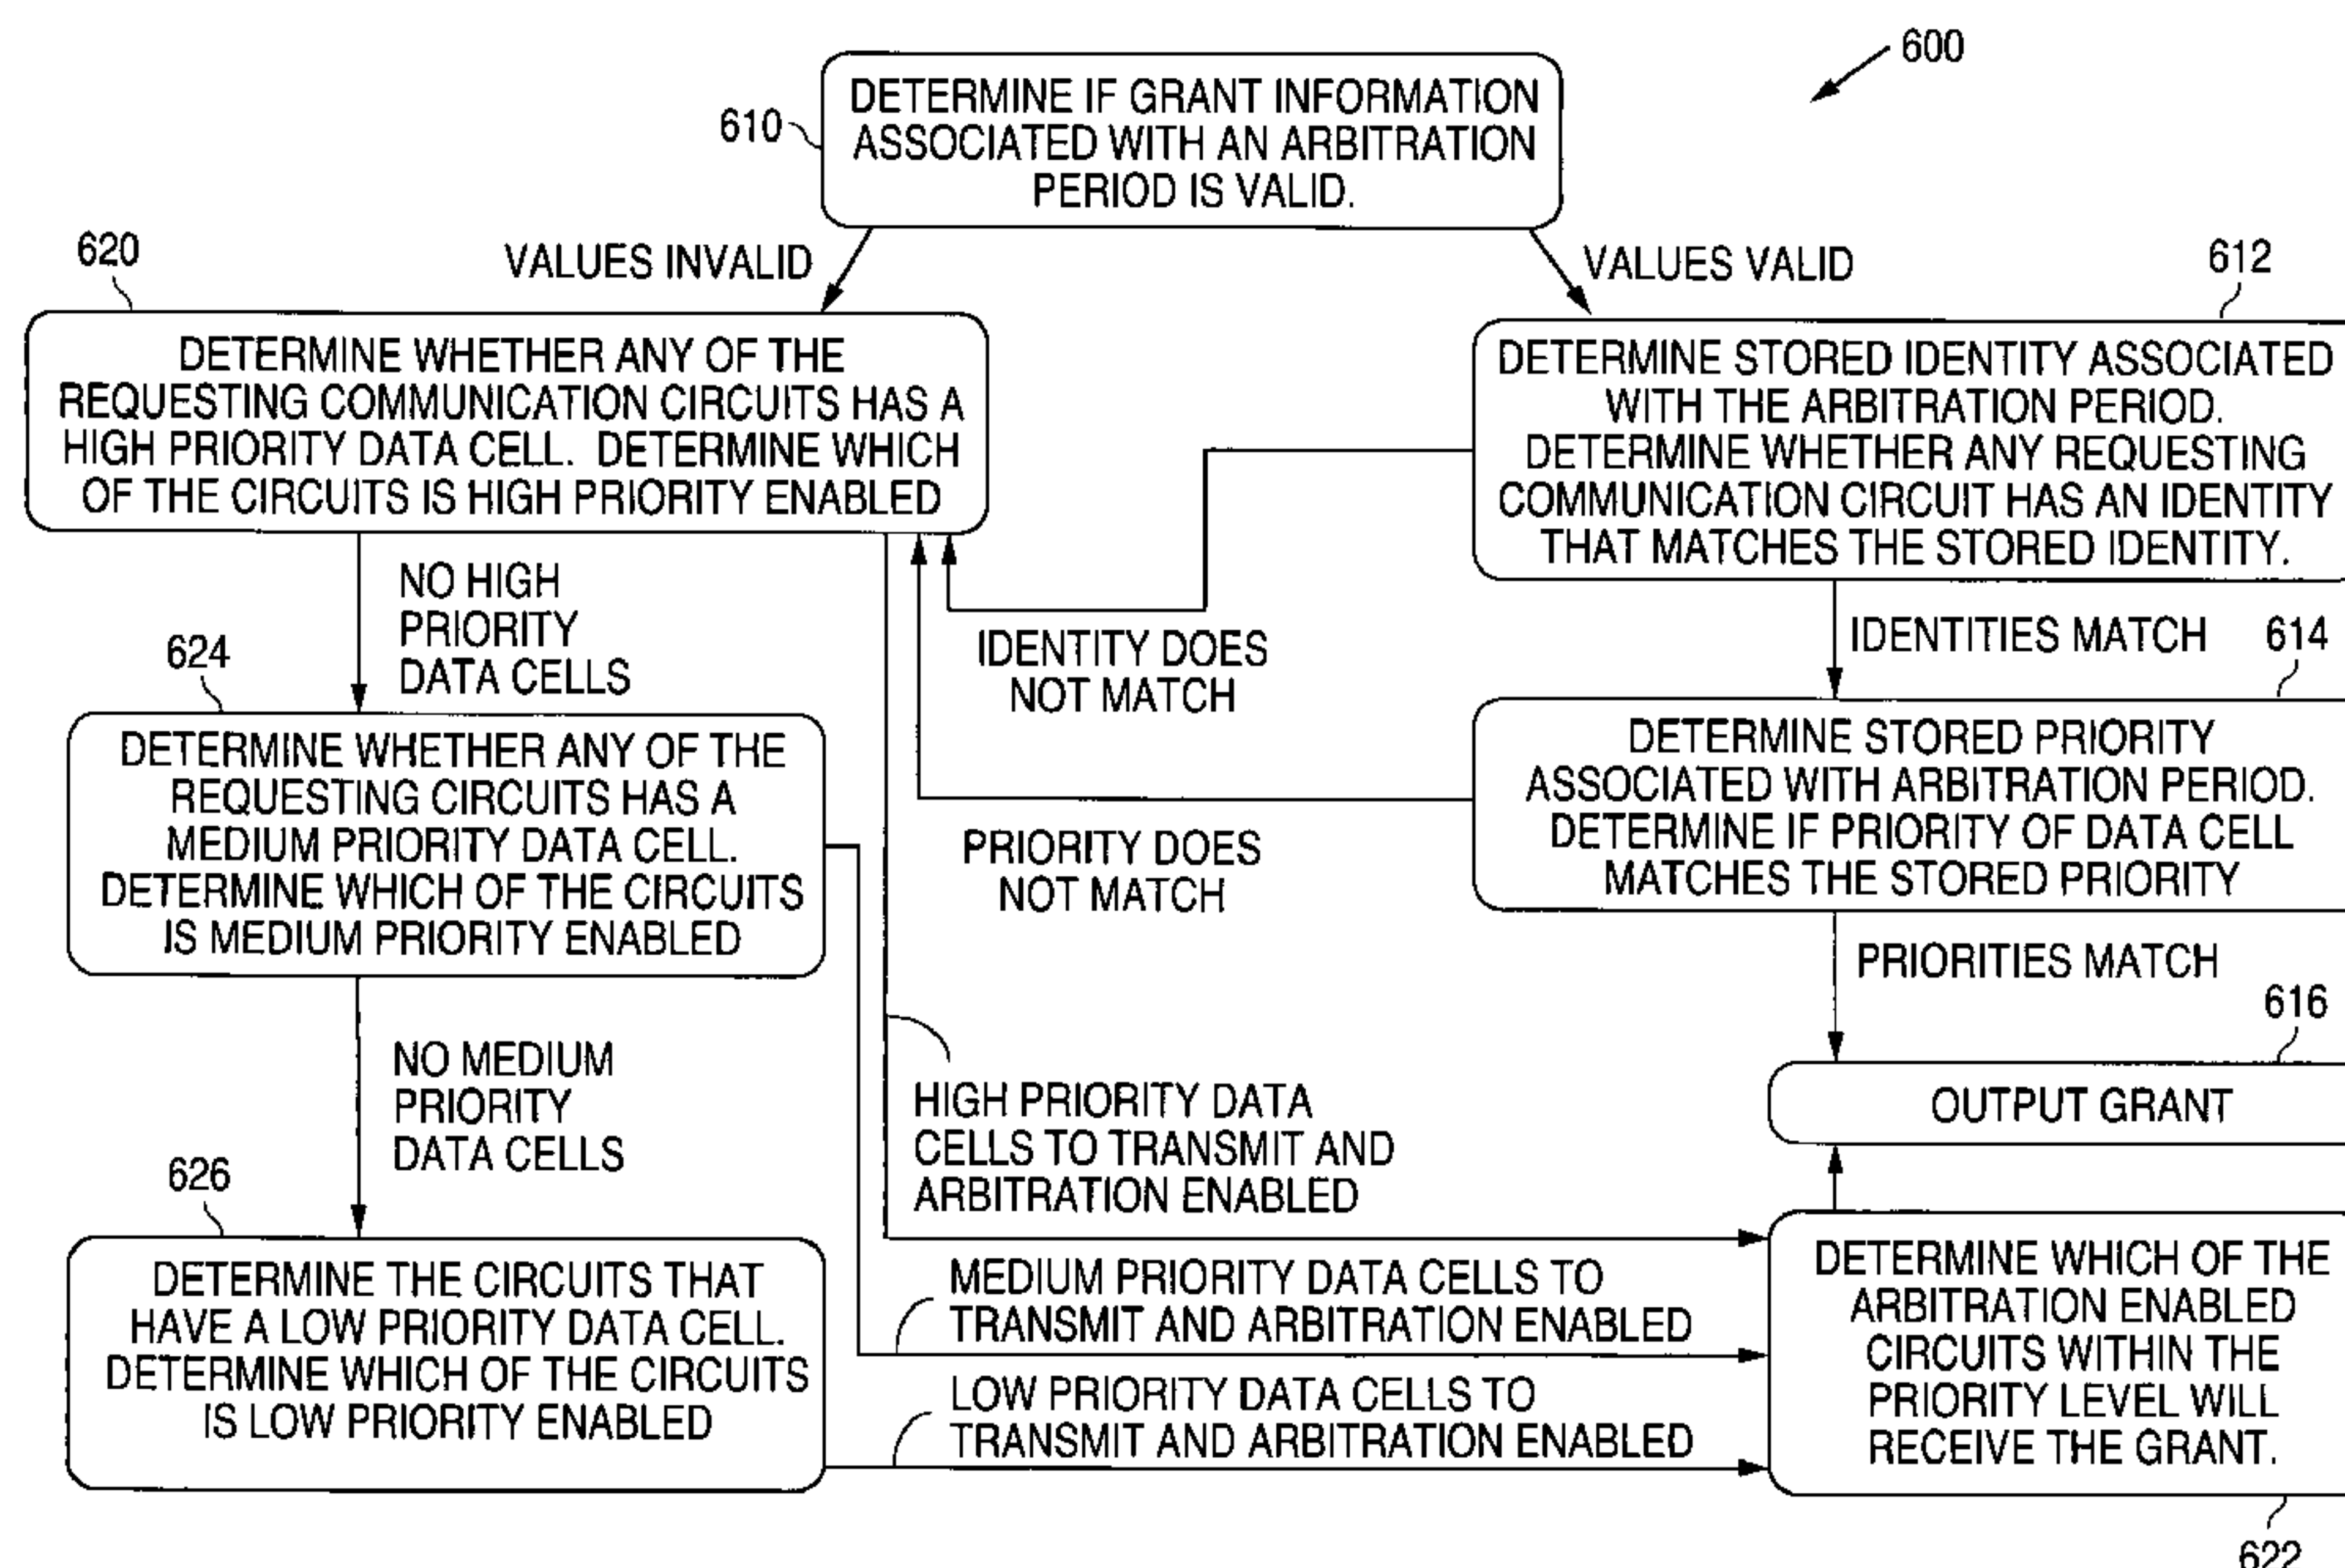 600
610
DETERMINE IF GRANT INFORMATION
ASSOCIATED WITH AN ARBITRATION
PERIOD IS VALID.
VALUES INVALID
VALUES VALID
620
DETERMINE WHETHER ANY OF THE
REQUESTING COMMUNICATION CIRCUITS HAS A
HIGH PRIORITY DATA CELL. DETERMINE WHICH
OF THE CIRCUITS IS HIGH PRIORITY ENABLED
612
DETERMINE STORED IDENTITY ASSOCIATED
WITH THE ARBITRATION PERIOD.
DETERMINE WHETHER ANY REQUESTING
COMMUNICATION CIRCUIT HAS AN IDENTITY
THAT MATCHES THE STORED IDENTITY.
NO HIGH
PRIORITY
DATA CELLS
IDENTITY DOES
NOT MATCH
IDENTITIES MATCH
624
DETERMINE WHETHER ANY OF THE
REQUESTING CIRCUITS HAS A
MEDIUM PRIORITY DATA CELL.
DETERMINE WHICH OF THE CIRCUITS
IS MEDIUM PRIORITY ENABLED
PRIORITY DOES
NOT MATCH
614
DETERMINE STORED PRIORITY
ASSOCIATED WITH ARBITRATION PERIOD.
DETERMINE IF PRIORITY OF DATA CELL
MATCHES THE STORED PRIORITY
PRIORITIES MATCH
NO MEDIUM
PRIORITY
DATA CELLS
HIGH PRIORITY DATA
CELLS TO TRANSMIT AND
ARBITRATION ENABLED
616
OUTPUT GRANT
626
DETERMINE THE CIRCUITS THAT
HAVE A LOW PRIORITY DATA CELL.
DETERMINE WHICH OF THE CIRCUITS
IS LOW PRIORITY ENABLED
MEDIUM PRIORITY DATA CELLS TO
TRANSMIT AND ARBITRATION ENABLED
LOW PRIORITY DATA CELLS TO
TRANSMIT AND ARBITRATION ENABLED
DETERMINE WHICH OF THE
ARBITRATION ENABLED
CIRCUITS WITHIN THE
PRIORITY LEVEL WILL
RECEIVE THE GRANT.
622